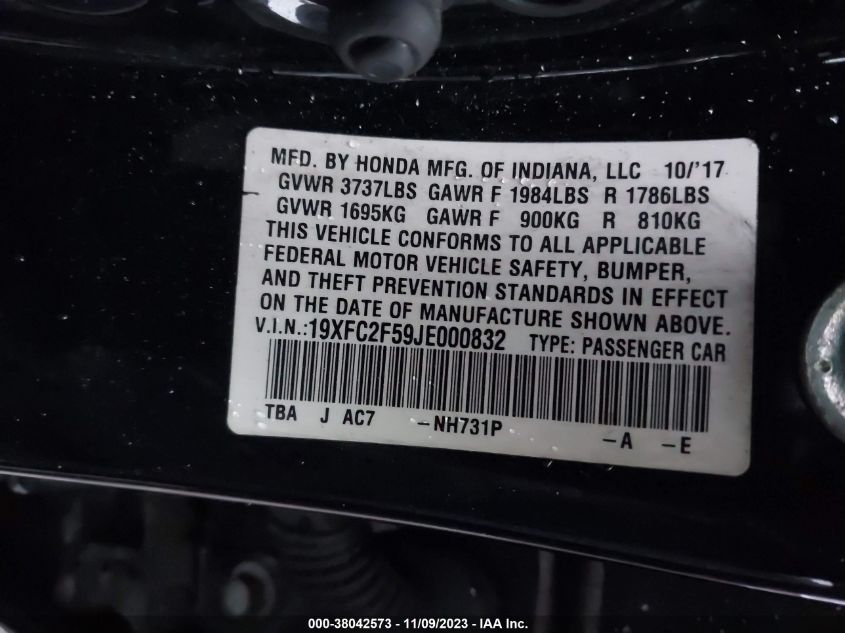 MFD. BY HONDA MFG. OF INDIANA, LLC 10/'17
GVWR 3737LBS GAWR F 1984LBS R 1786LBS
GVWR 1695KG GAWR F 900KG R 810KG
THIS VEHICLE CONFORMS TO ALL APPLICABLE
FEDERAL MOTOR VEHICLE SAFETY, BUMPER,
AND THEFT PREVENTION STANDARDS IN EFFECT
ON THE DATE OF MANUFACTURE SHOWN ABOVE.
V.I.N.:19XFC2F59JE000832 TYPE: PASSENGER CAR
TBA J AC7 -NH731P -A -E
000-38042573 - 11/09/2023 - IAA Inc.